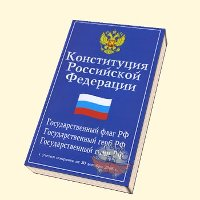 Конституция
Российской
Федерации
Государственный флаг РФ
Государственный герб РФ
Государственный гимн РФ